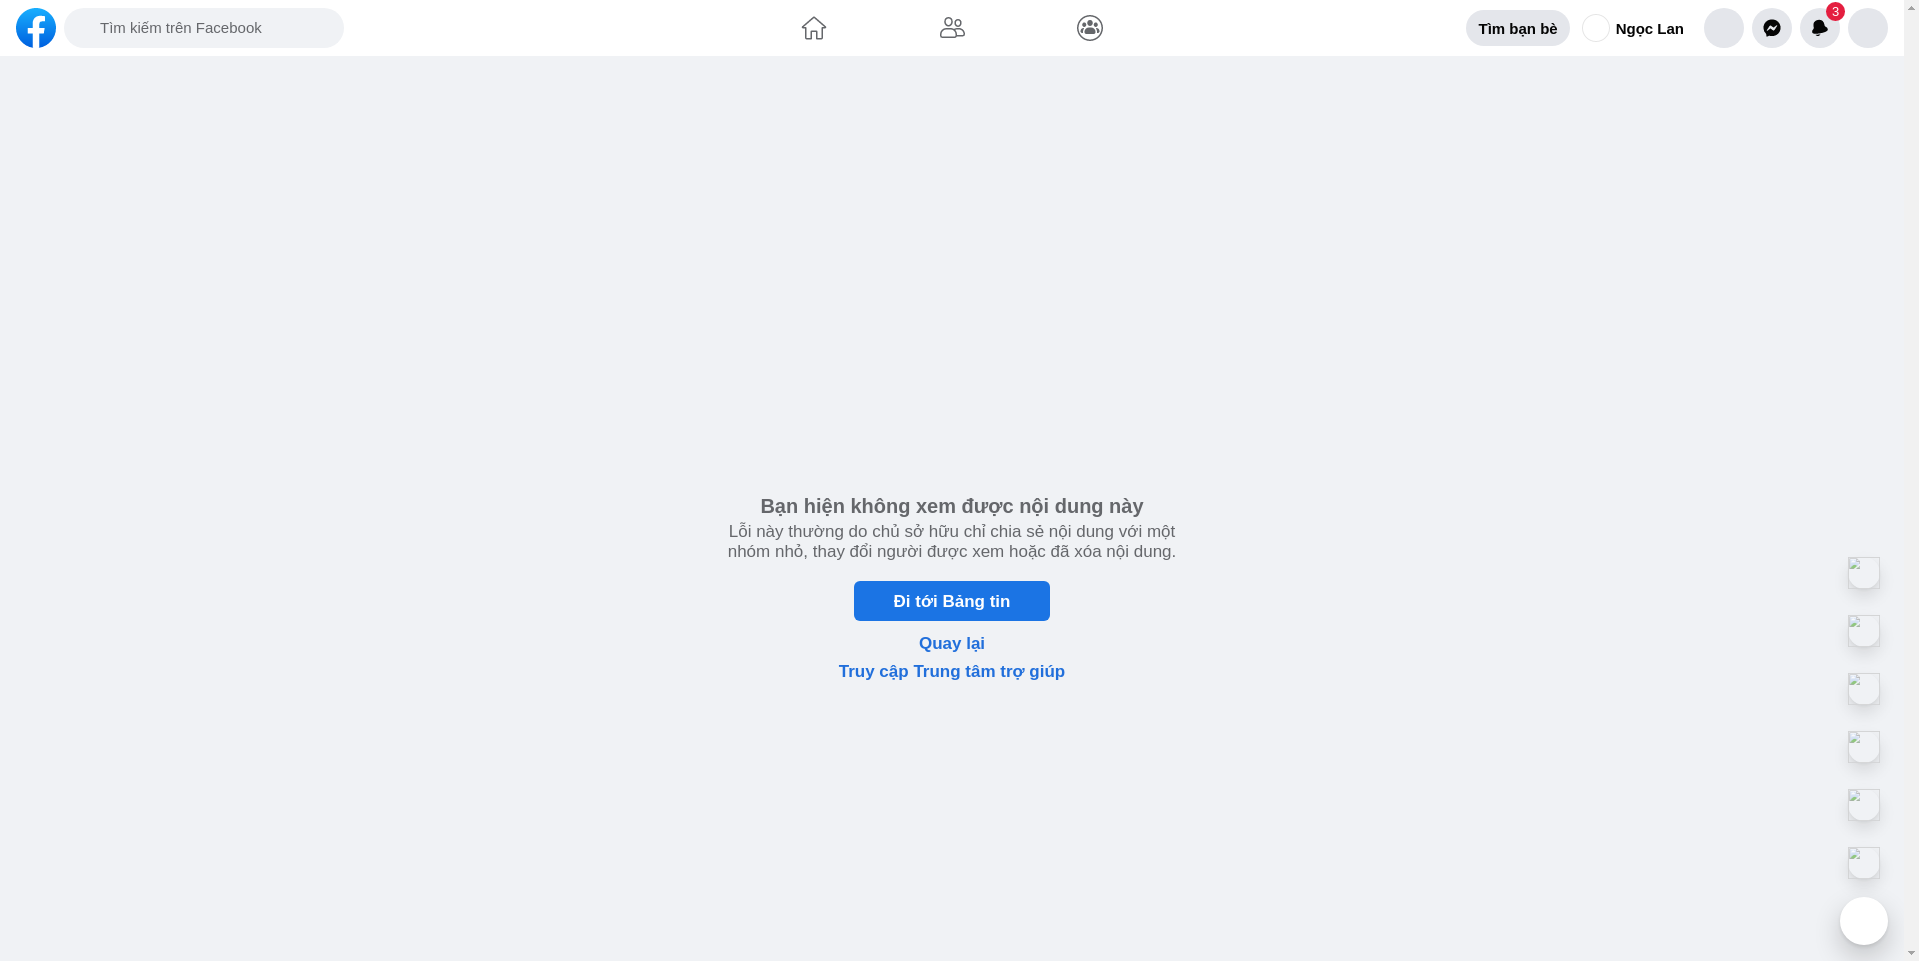 Tìm kiếm trên Facebook
Tìm bạn bè
Ngọc Lan
3
Bạn hiện không xem được nội dung này
Lỗi này thường do chủ sở hữu chỉ chia sẻ nội dung với một
nhóm nhỏ, thay đổi người được xem hoặc đã xóa nội dung.
Đi tới Bảng tin
Quay lại
Truy cập Trung tâm trợ giúp